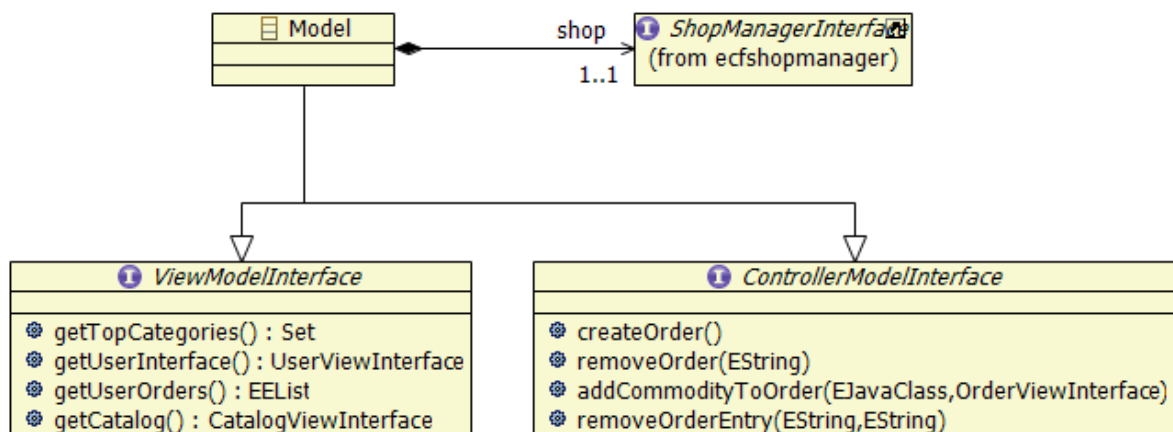 Model
shop
1..1
ShopManagerInterface
(from ecfshopmanager)
ViewModelInterface
getTopCategories() : Set
getUserInterface() : UserViewInterface
getUserOrders() : EEList
getCatalog() : CatalogViewInterface
ControllerModelInterface
createOrder()
removeOrder(EString)
addCommodityToOrder(EJavaClass,OrderViewInterface)
removeOrderEntry(EString,EString)